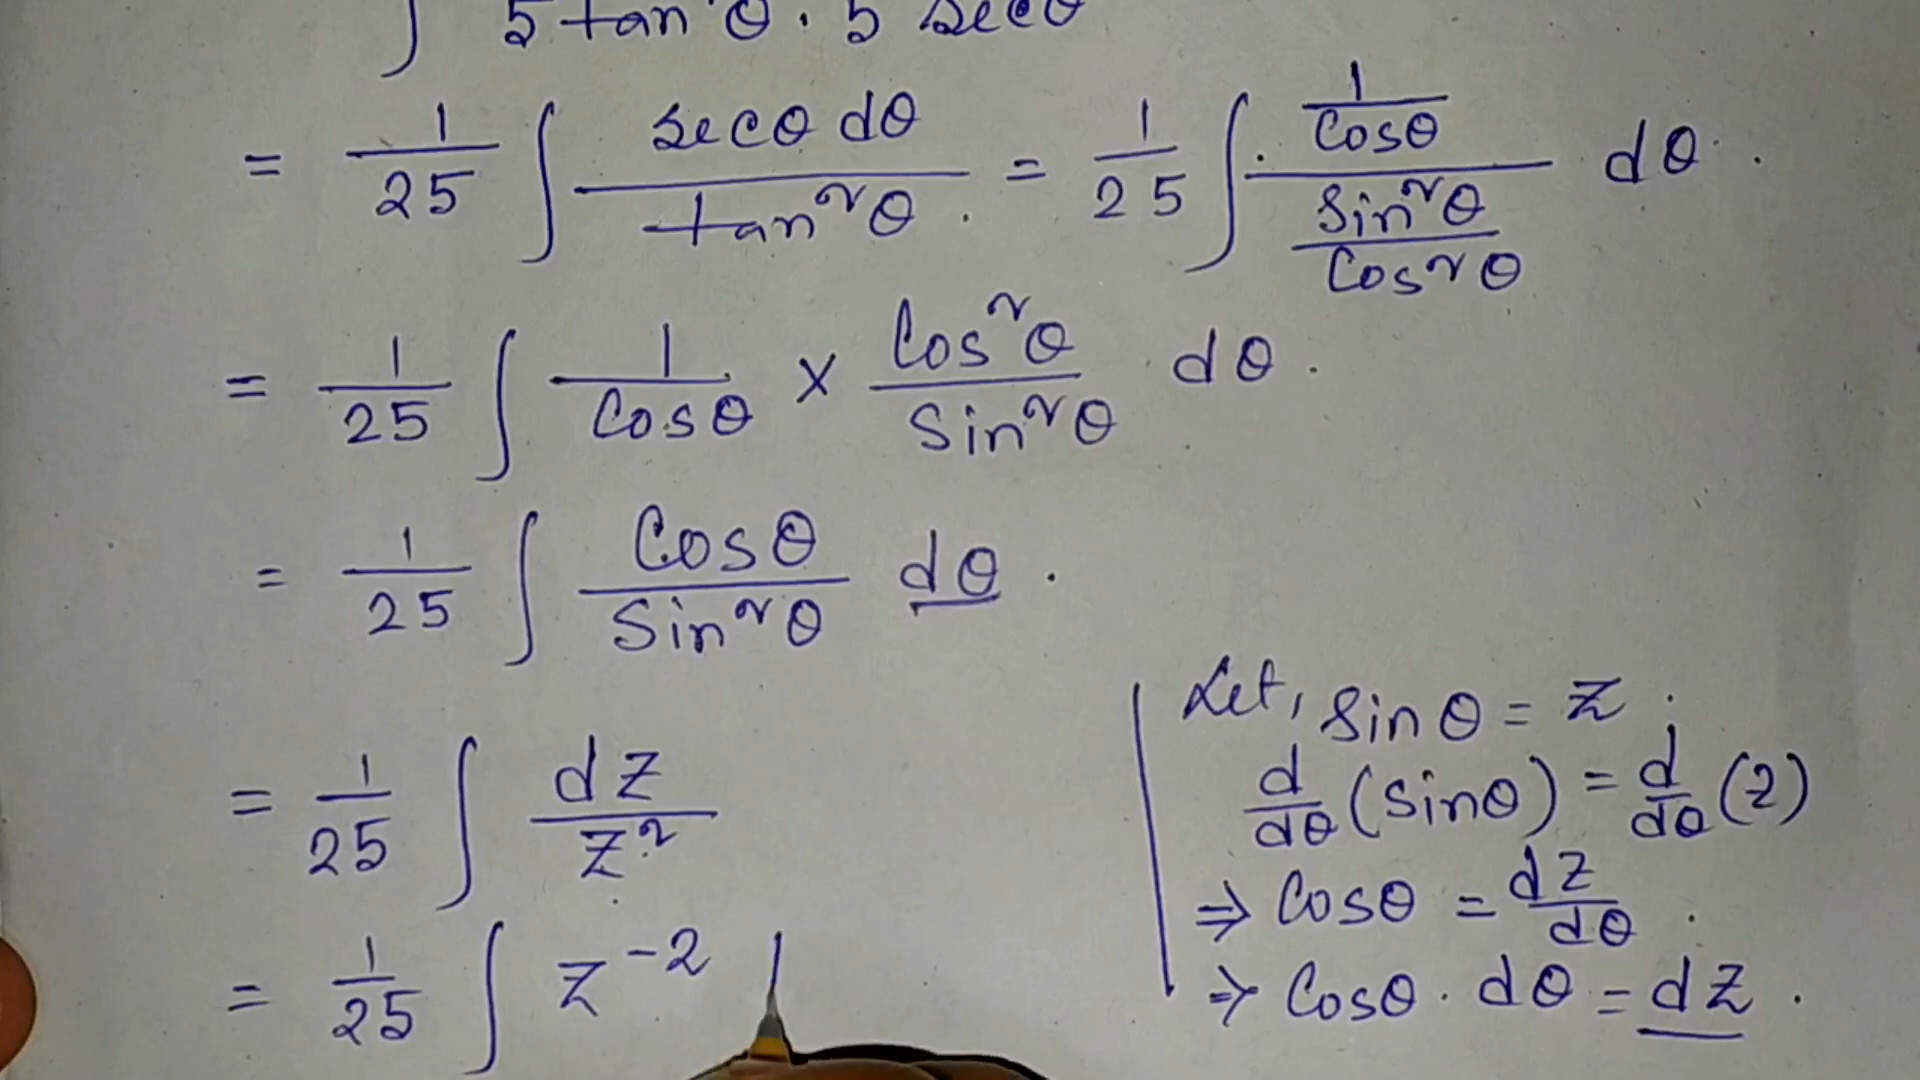 ∫ 5 tan²θ · 5 secθ
= 1/25 ∫ secθ dθ / tan²θ . = 1/25 ∫ (1/Cosθ) / (Sin²θ/Cos²θ) dθ .
= 1/25 ∫ 1/Cosθ × Cos²θ/Sin²θ dθ .
= 1/25 ∫ Cosθ/Sin²θ dθ .
= 1/25 ∫ dz/z²
= 1/25 ∫ z⁻²
Let, Sinθ = z .
d/dθ (Sinθ) = d/dθ (z)
⇒ Cosθ = dz/dθ .
⇒ Cosθ . dθ = dz .